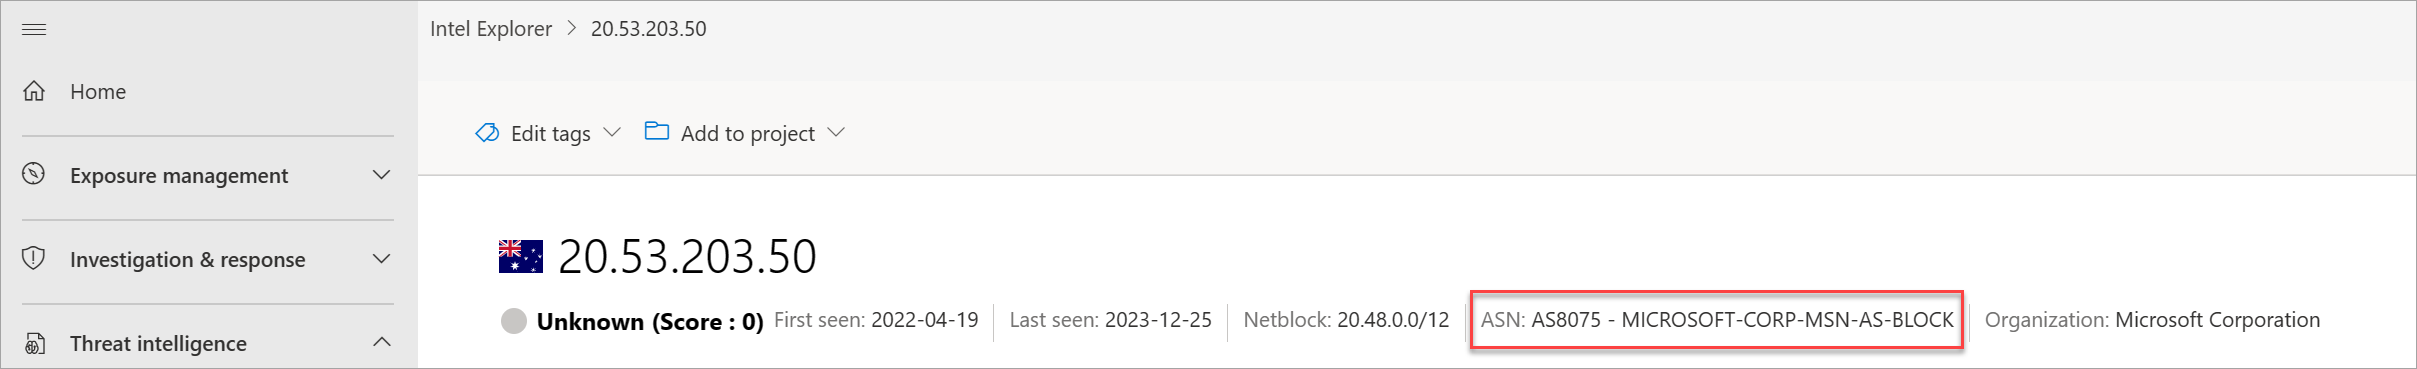 Intel Explorer > 20.53.203.50
Home
Exposure management
Investigation & response
Threat intelligence
Edit tags
Add to project
20.53.203.50
Unknown (Score : 0) First seen: 2022-04-19 Last seen: 2023-12-25 Netblock: 20.48.0.0/12 ASN: AS8075 - MICROSOFT-CORP-MSN-AS-BLOCK Organization: Microsoft Corporation